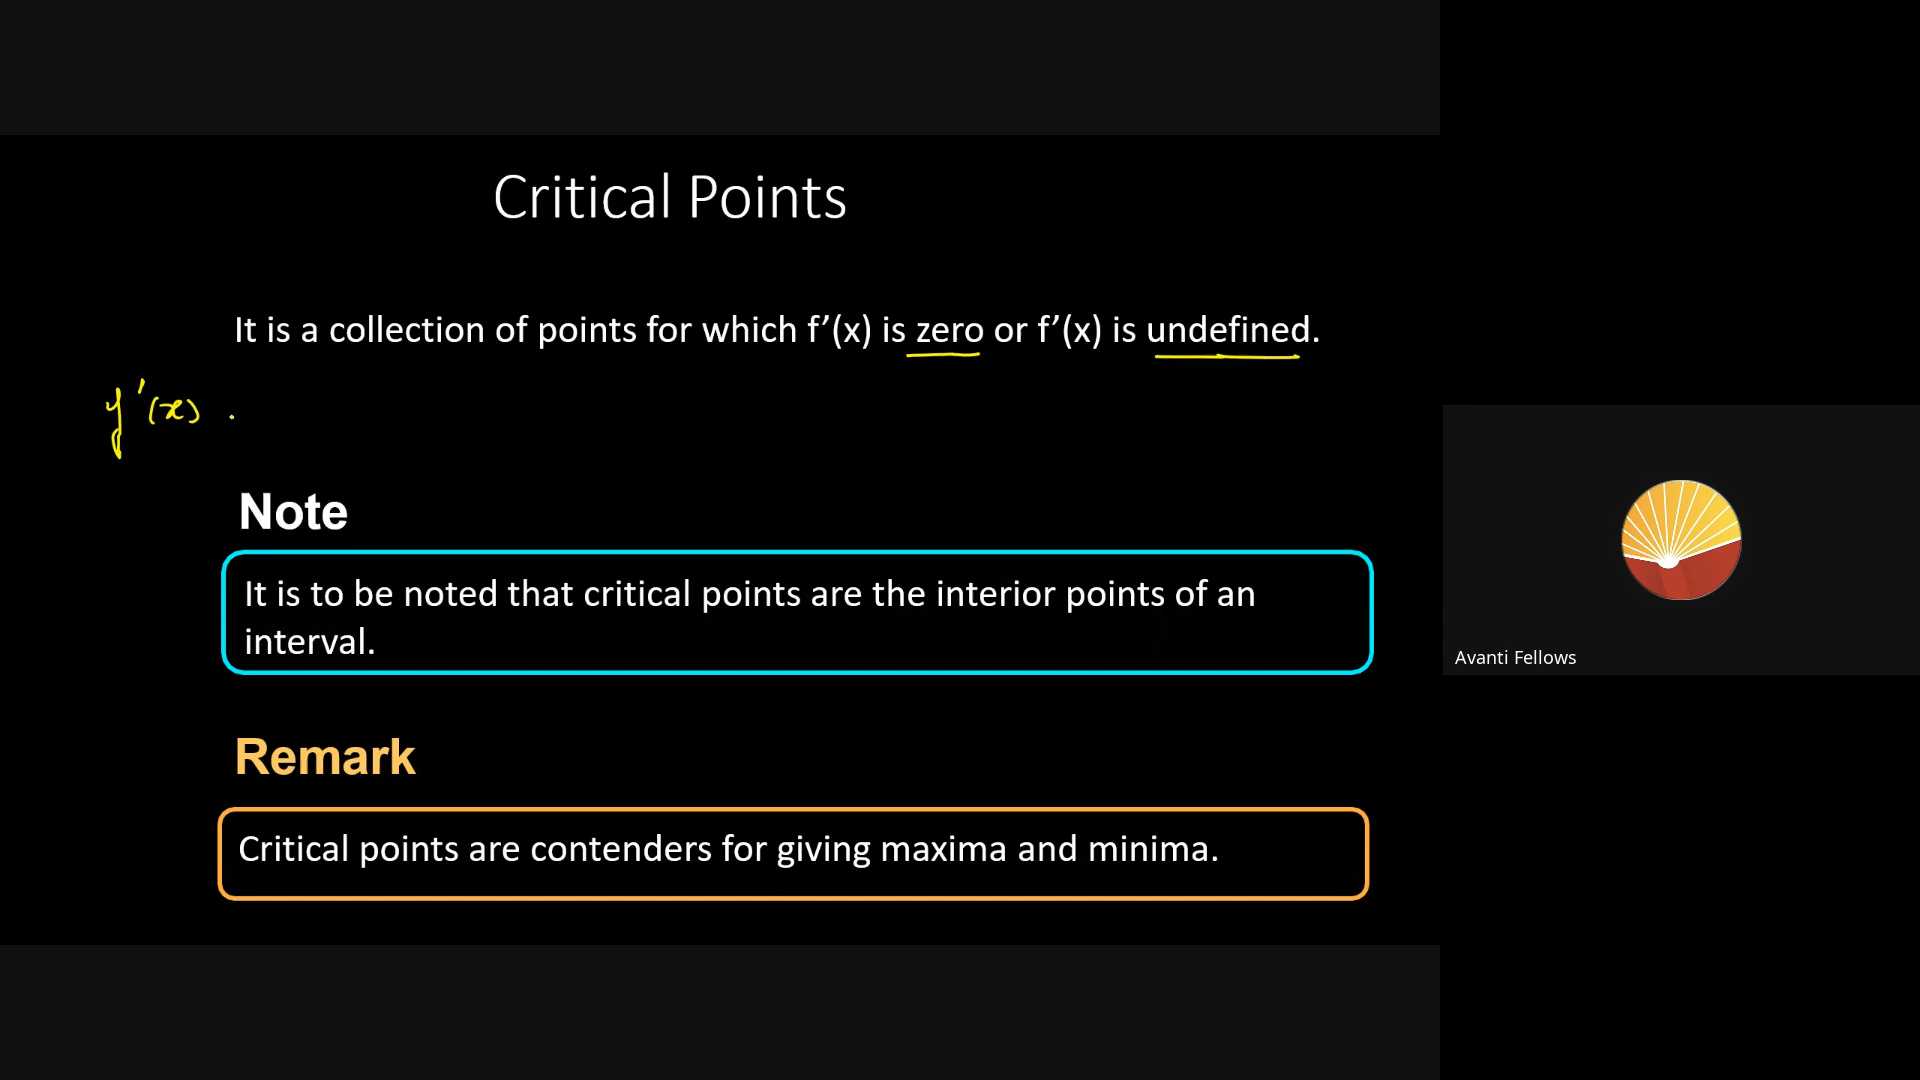 Critical Points
It is a collection of points for which f’(x) is zero or f’(x) is undefined.
y'(x) .
Note
It is to be noted that critical points are the interior points of an
interval.
Remark
Critical points are contenders for giving maxima and minima.
Avanti Fellows